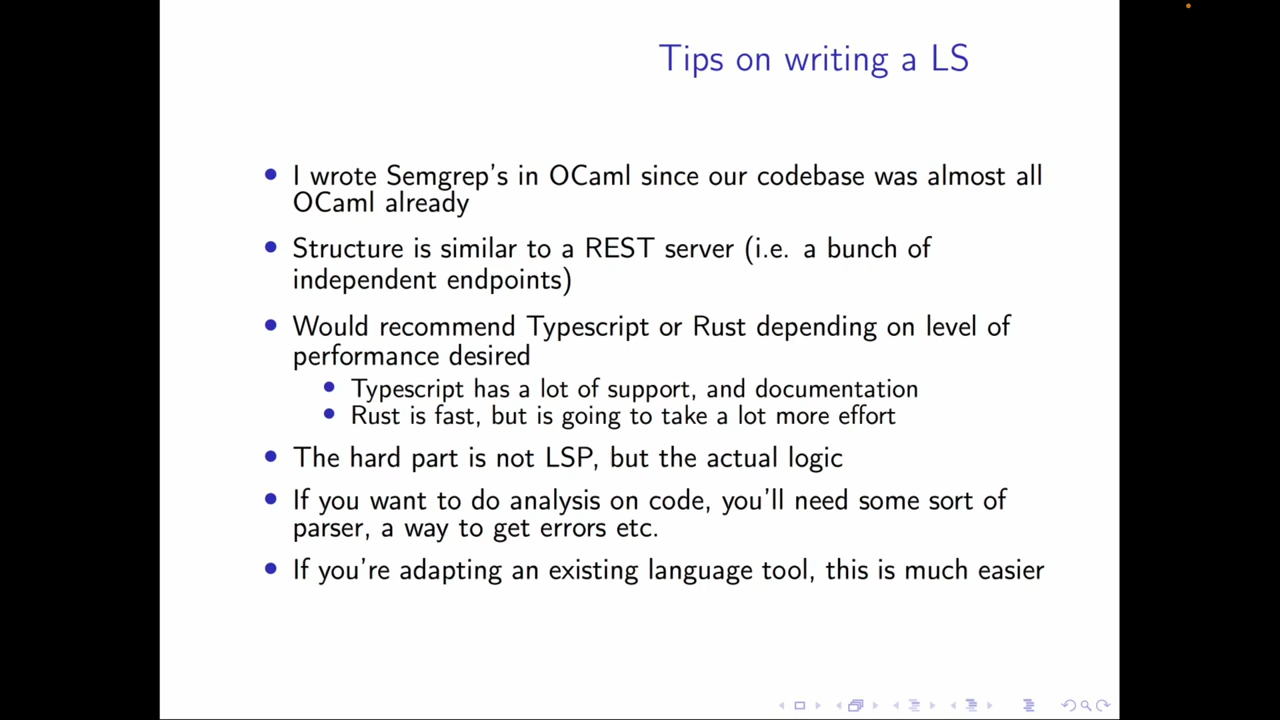 Tips on writing a LS
• I wrote Semgrep's in OCaml since our codebase was almost all
OCaml already
• Structure is similar to a REST server (i.e. a bunch of
independent endpoints)
• Would recommend Typescript or Rust depending on level of
performance desired
• Typescript has a lot of support, and documentation
• Rust is fast, but is going to take a lot more effort
• The hard part is not LSP, but the actual logic
• If you want to do analysis on code, you'll need some sort of
parser, a way to get errors etc.
• If you're adapting an existing language tool, this is much easier